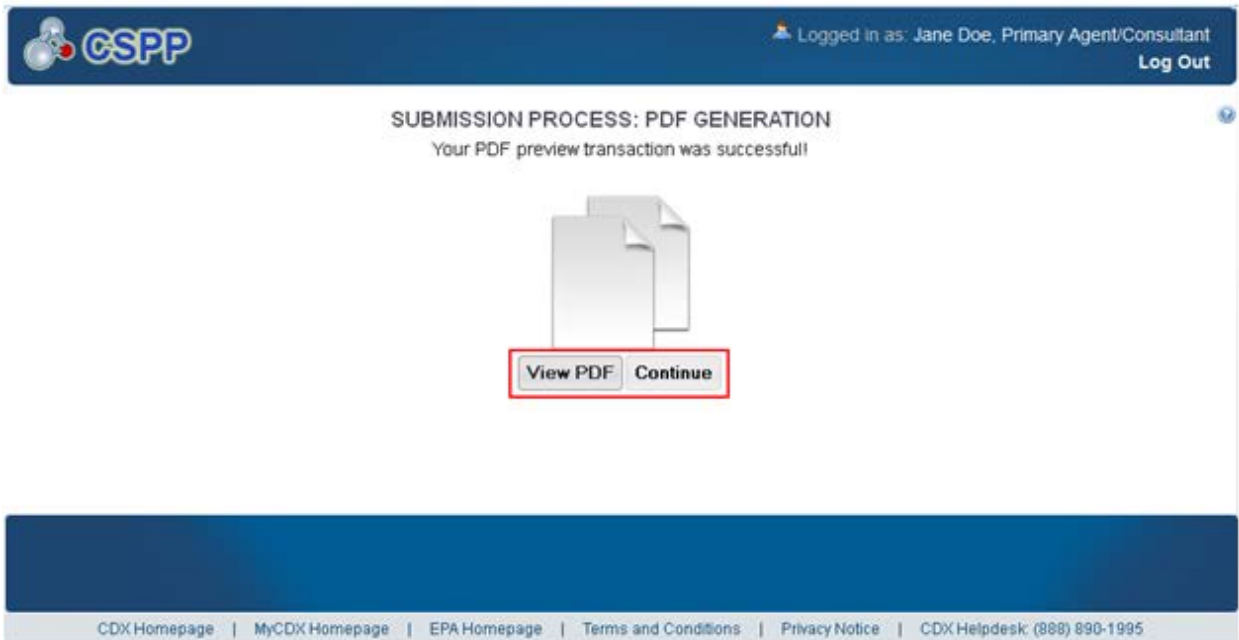 CSPP
Logged in as: Jane Doe, Primary Agent/Consultant
Log Out
SUBMISSION PROCESS: PDF GENERATION
Your PDF preview transaction was successful!
View PDF Continue
CDX Homepage | MyCDX Homepage | EPA Homepage | Terms and Conditions | Privacy Notice | CDX Helpdesk: (888) 890-1995